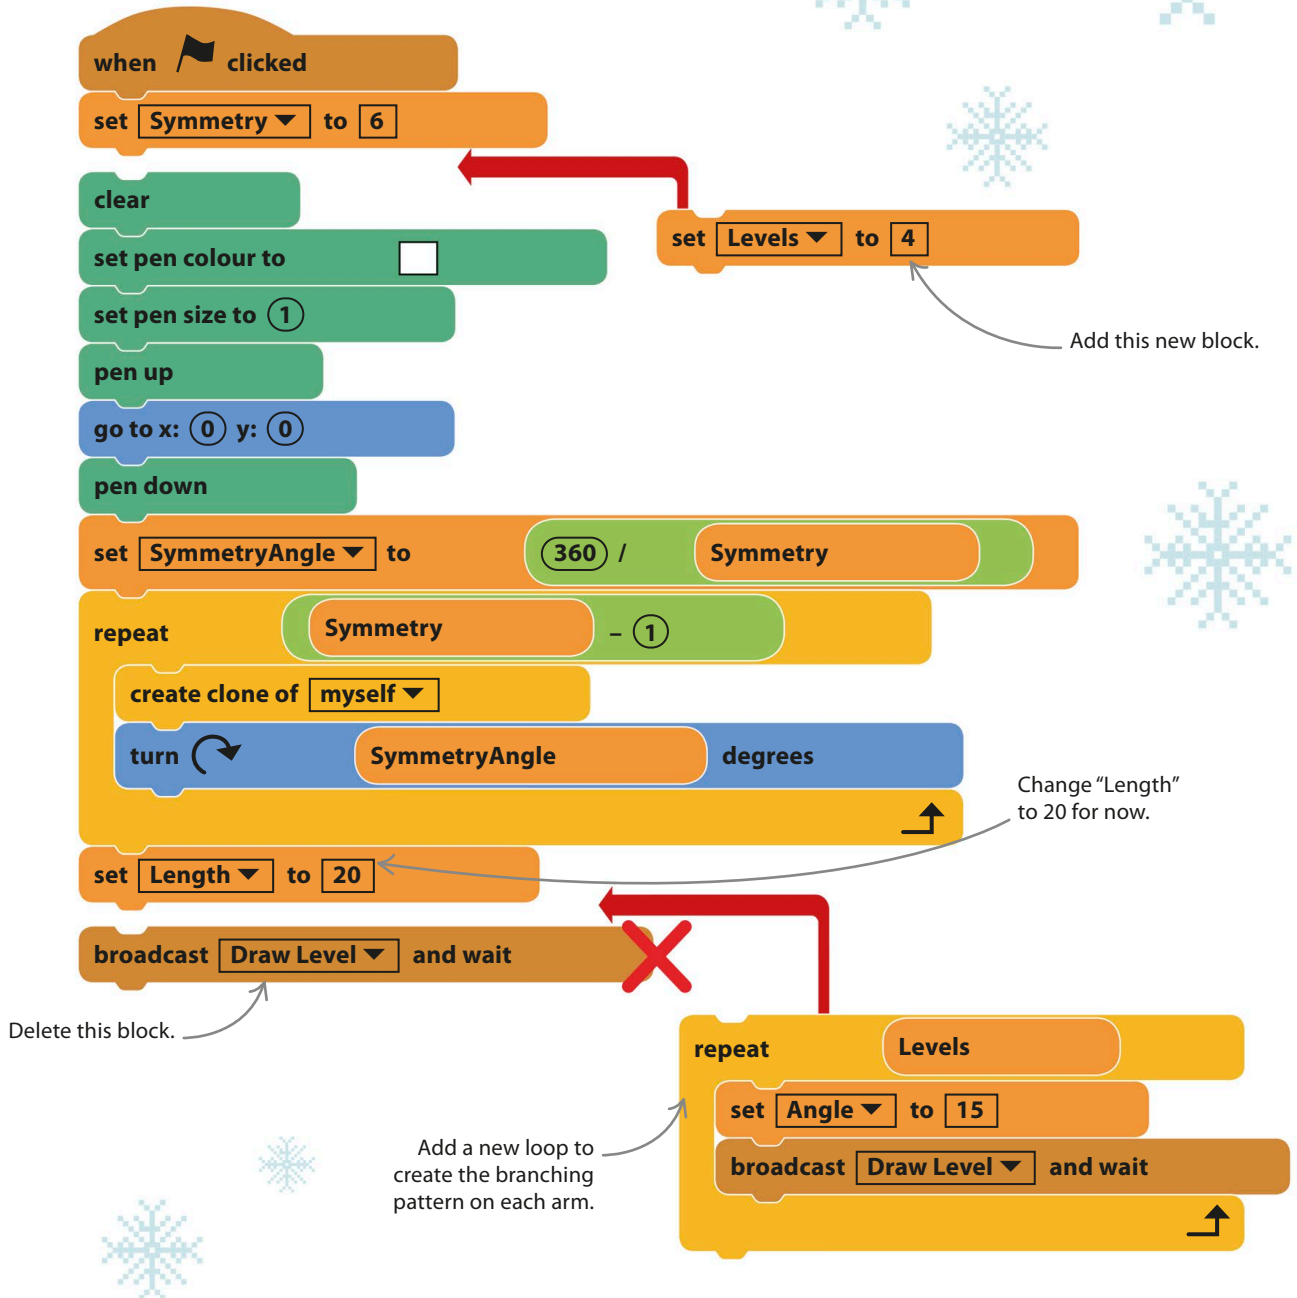 when clicked
set Symmetry to 6
clear
set Levels to 4
set pen colour to
set pen size to 1
Add this new block.
pen up
go to x: 0 y: 0
pen down
set SymmetryAngle to 360 / Symmetry
repeat Symmetry – 1
create clone of myself
turn SymmetryAngle degrees
Change “Length”
to 20 for now.
set Length to 20
broadcast Draw Level and wait
Delete this block.
repeat Levels
set Angle to 15
broadcast Draw Level and wait
Add a new loop to
create the branching
pattern on each arm.